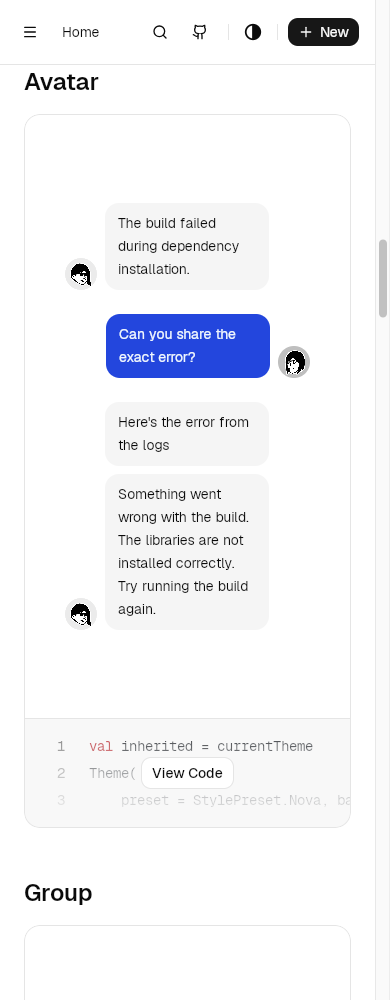 Home
New
Avatar
The build failed
during dependency
installation.
Can you share the
exact error?
Here's the error from
the logs
Something went
wrong with the build.
The libraries are not
installed correctly.
Try running the build
again.
1 val inherited = currentTheme
2 Theme(
View Code
3 preset = StylePreset.Nova, ba
Group